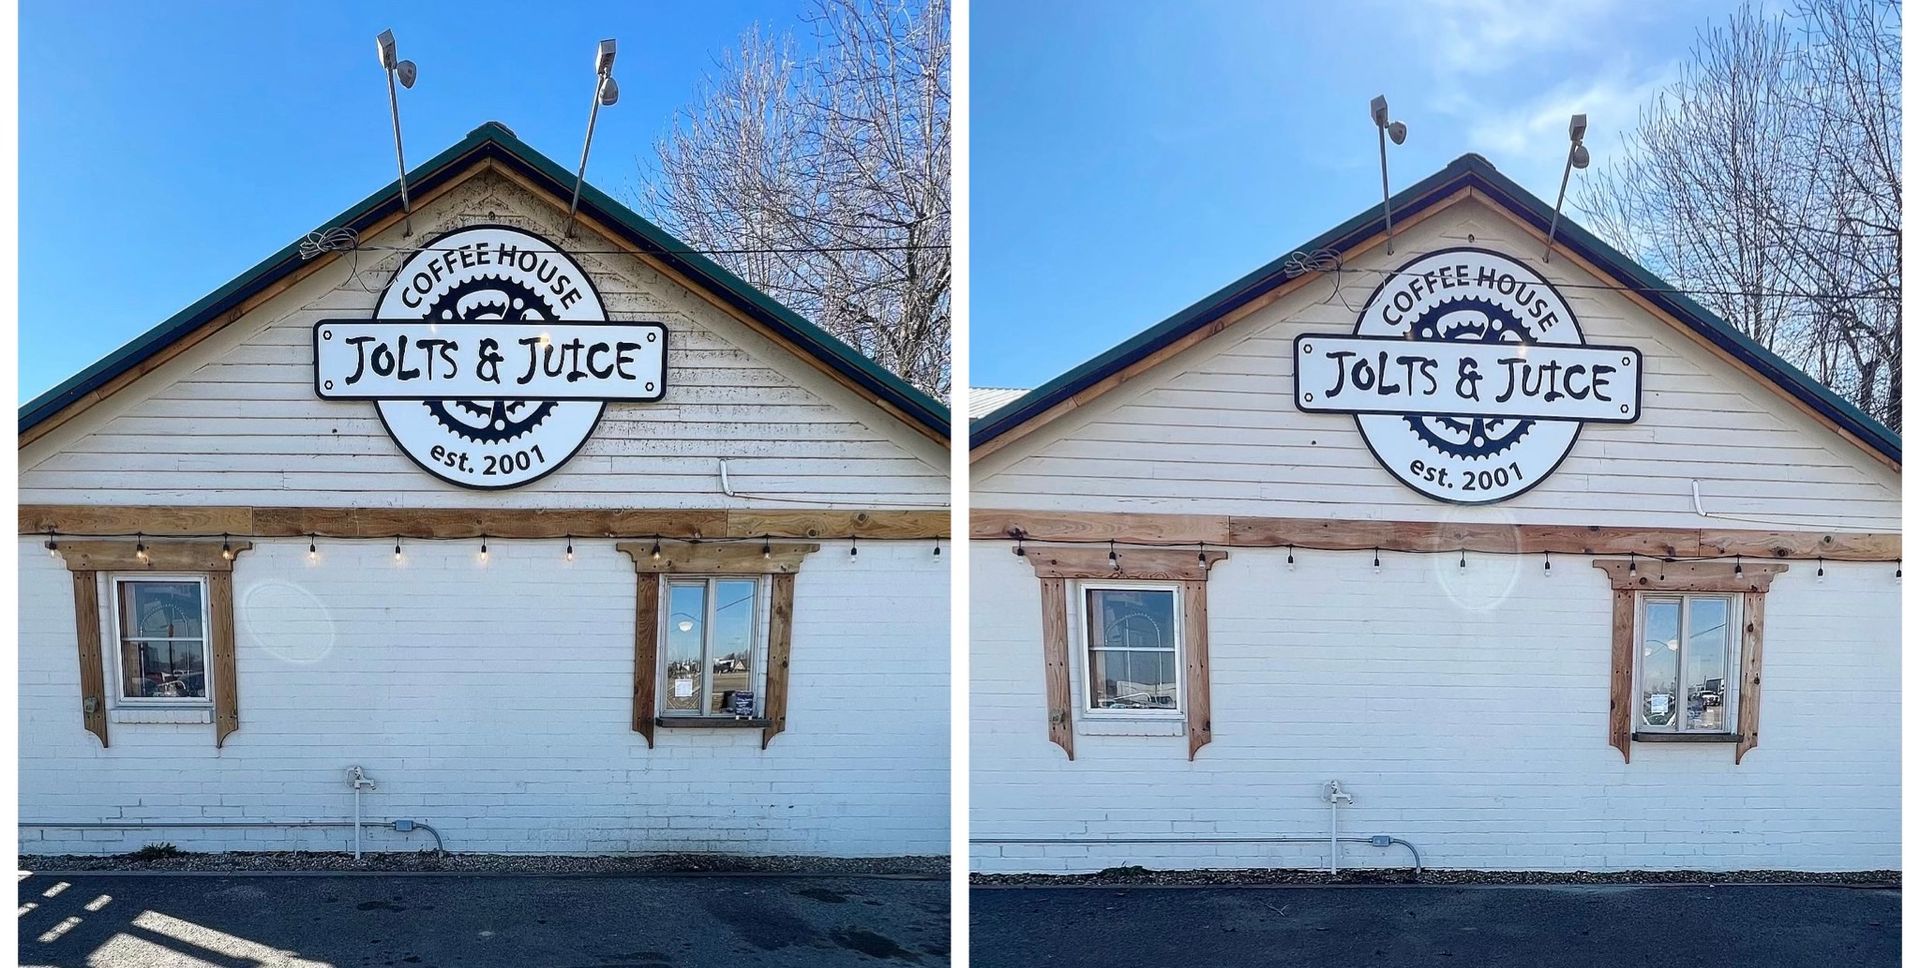 COFFEE HOUSE
JOLTS & JUICE
est. 2001
COFFEE HOUSE
JOLTS & JUICE
est. 2001